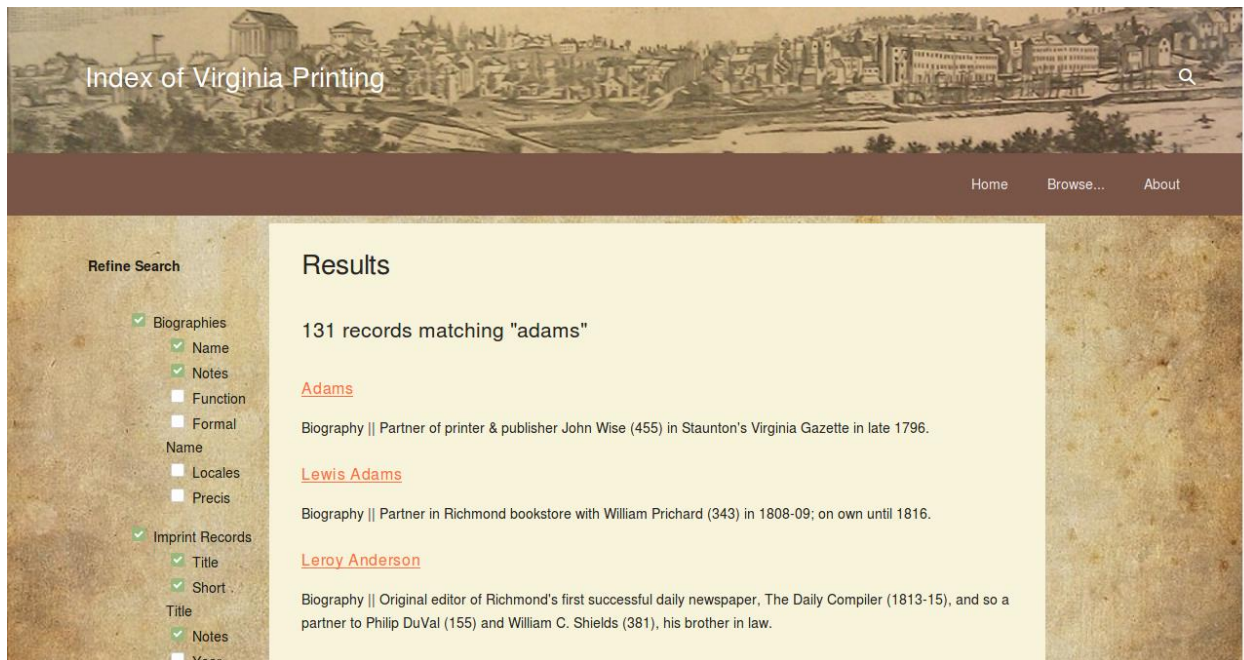 Index of Virginia Printing
Home Browse... About
Refine Search
Biographies
Name
Notes
Function
Formal
Name
Locales
Precis
Imprint Records
Title
Short
Title
Notes
Year
Results
131 records matching "adams"
Adams
Biography || Partner of printer & publisher John Wise (455) in Staunton's Virginia Gazette in late 1796.
Lewis Adams
Biography || Partner in Richmond bookstore with William Prichard (343) in 1808-09; on own until 1816.
Leroy Anderson
Biography || Original editor of Richmond's first successful daily newspaper, The Daily Compiler (1813-15), and so a
partner to Philip DuVal (155) and William C. Shields (381), his brother in law.